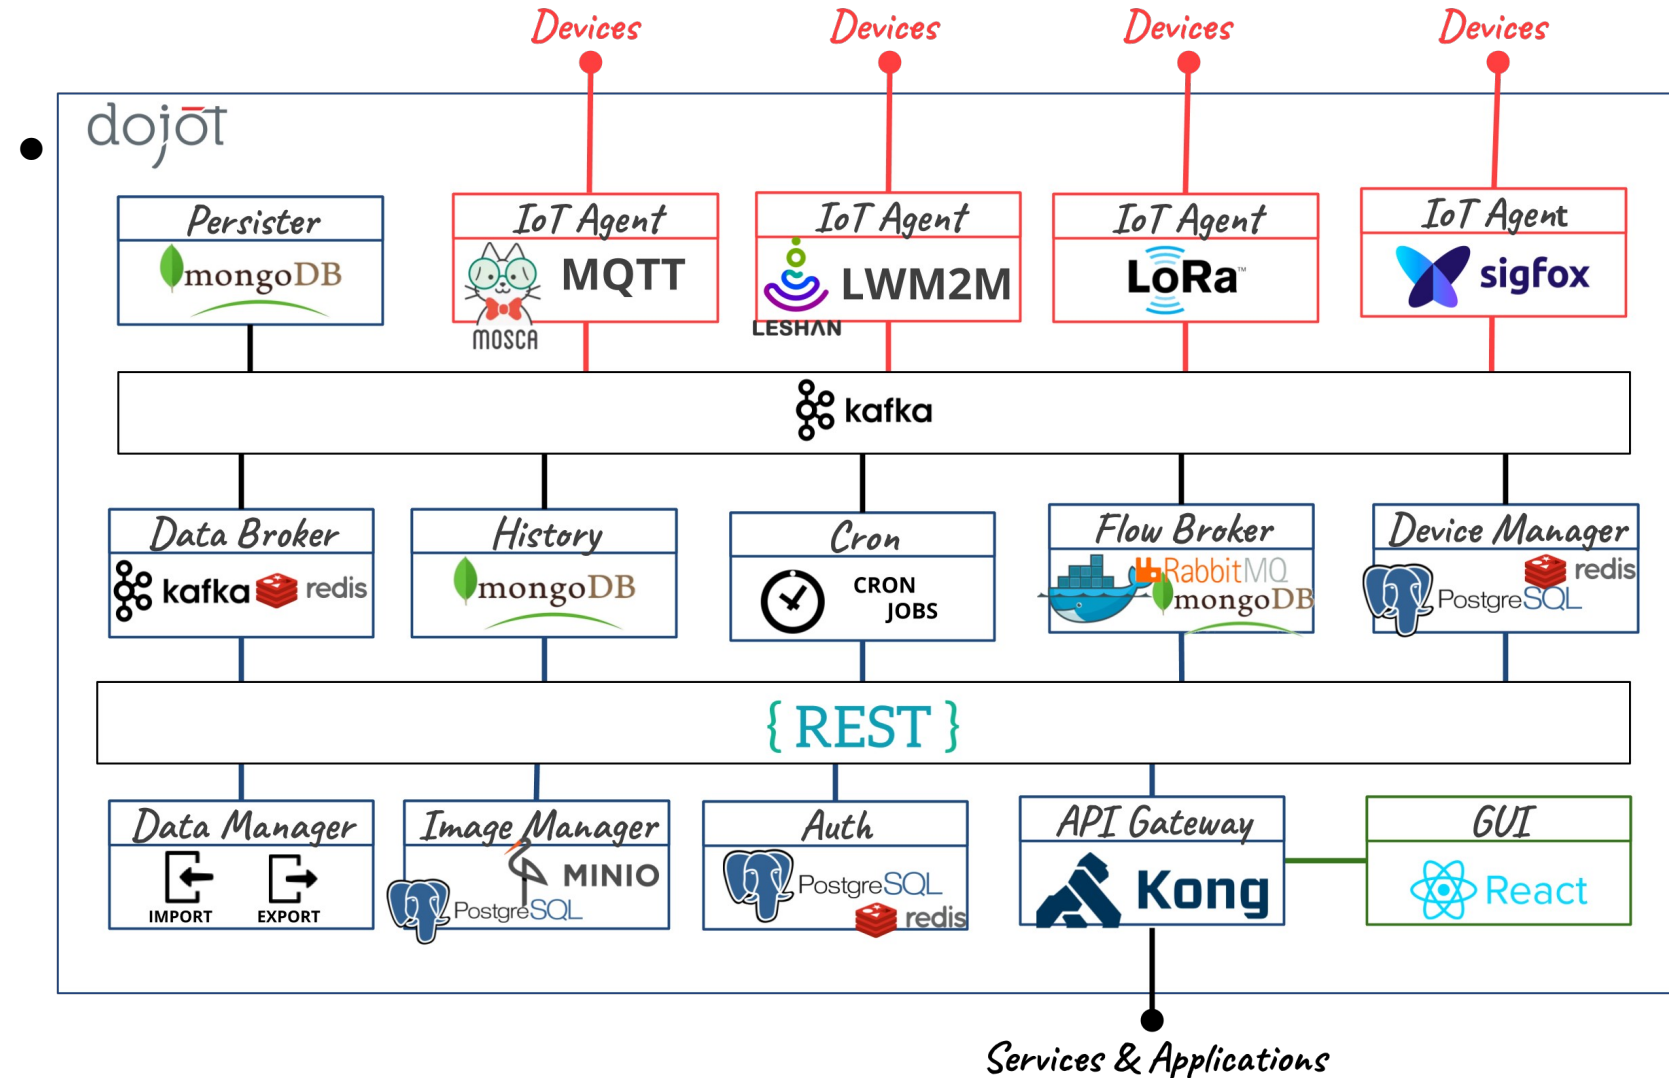 Devices
Devices
Devices
Devices
dojot
Persister
mongoDB
IoT Agent
MQTT
MOSCA
IoT Agent
LWM2M
LESHAN
IoT Agent
LoRa™
IoT Agent
sigfox
kafka
Data Broker
kafka
redis
History
mongoDB
Cron
CRON
JOBS
Flow Broker
RabbitMQ
mongoDB
Device Manager
redis
PostgreSQL
{ REST }
Data Manager
IMPORT
EXPORT
Image Manager
MINIO
PostgreSQL
Auth
PostgreSQL
redis
API Gateway
Kong
GUI
React
Services & Applications